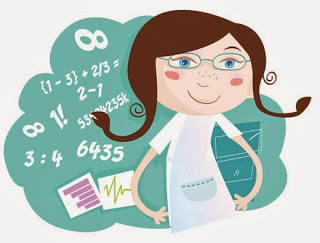 ∞
{1 - 3} + 2/3 =
2-7
∞ 1!
3 : 4 6435